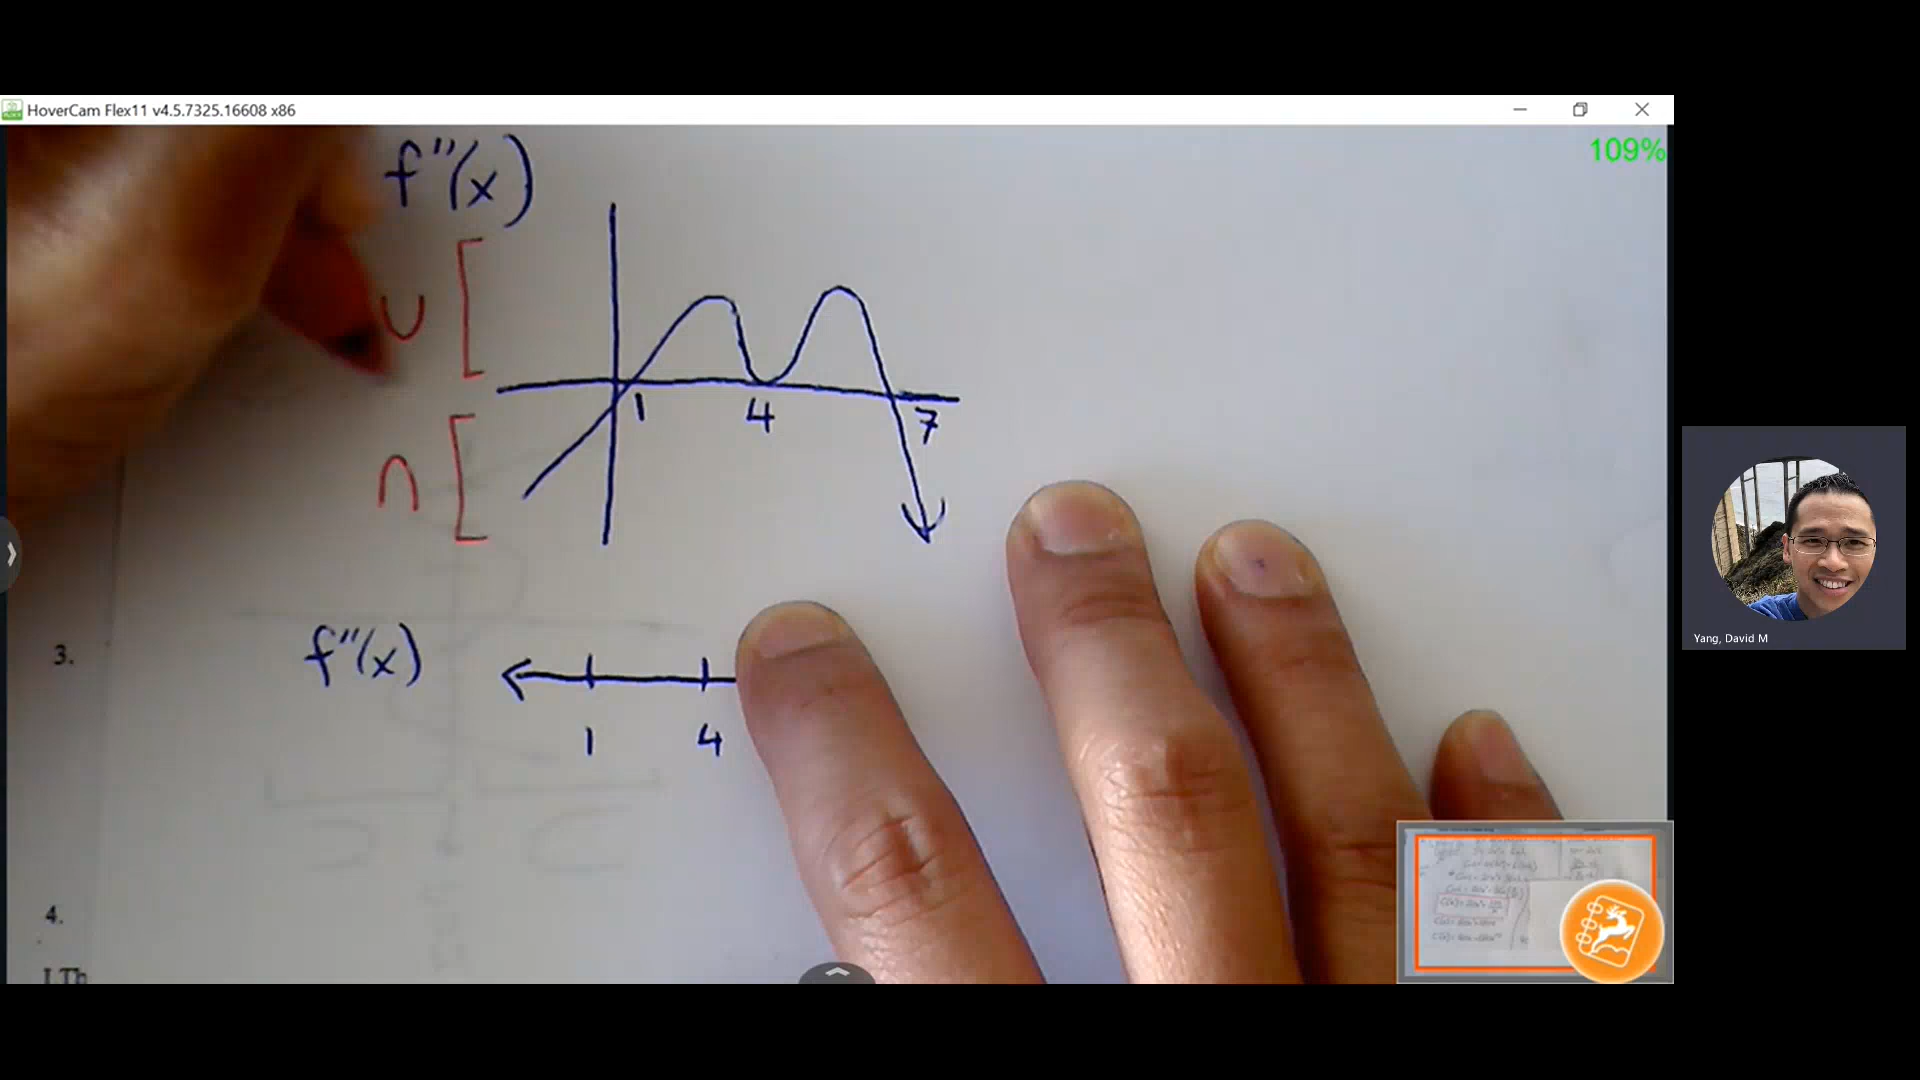 HoverCam Flex11 v4.5.7325.16608 x86
109%
f''(x)
U
∩
1 4 7
3.
f''(x)
1 4
4.
Yang, David M